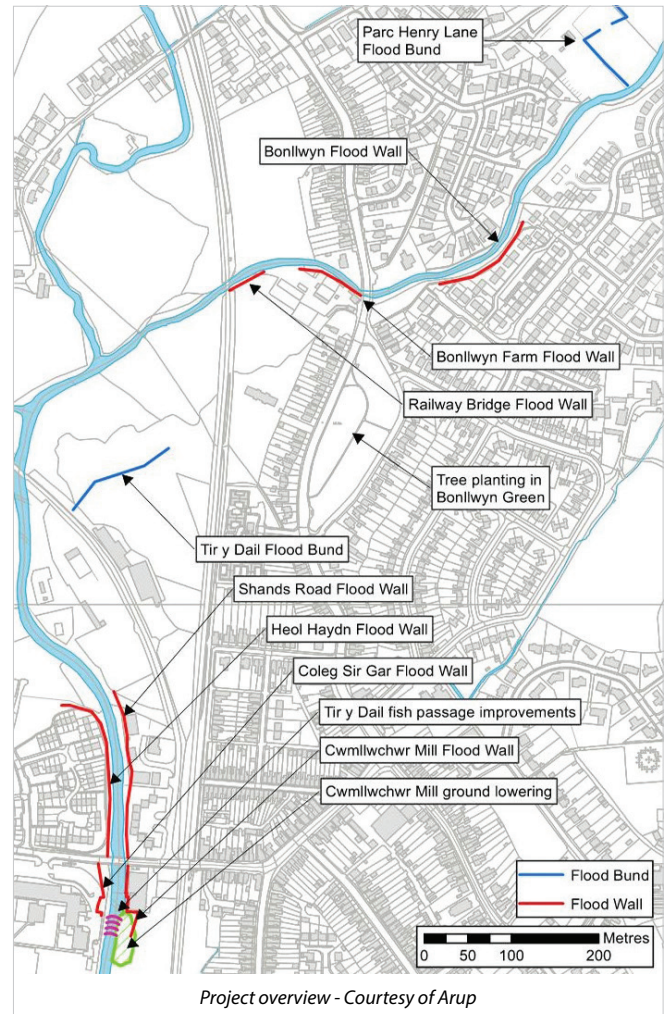 Parc Henry Lane
Flood Bund
Bonllwyn Flood Wall
Bonllwyn Farm Flood Wall
Railway Bridge Flood Wall
Tree planting in
Bonllwyn Green
Tir y Dail Flood Bund
Shands Road Flood Wall
Heol Haydn Flood Wall
Coleg Sir Gar Flood Wall
Tir y Dail fish passage improvements
Cwmllwchwr Mill Flood Wall
Cwmllwchwr Mill ground lowering
Flood Bund
Flood Wall
Metres
0 50 100 200
Project overview - Courtesy of Arup